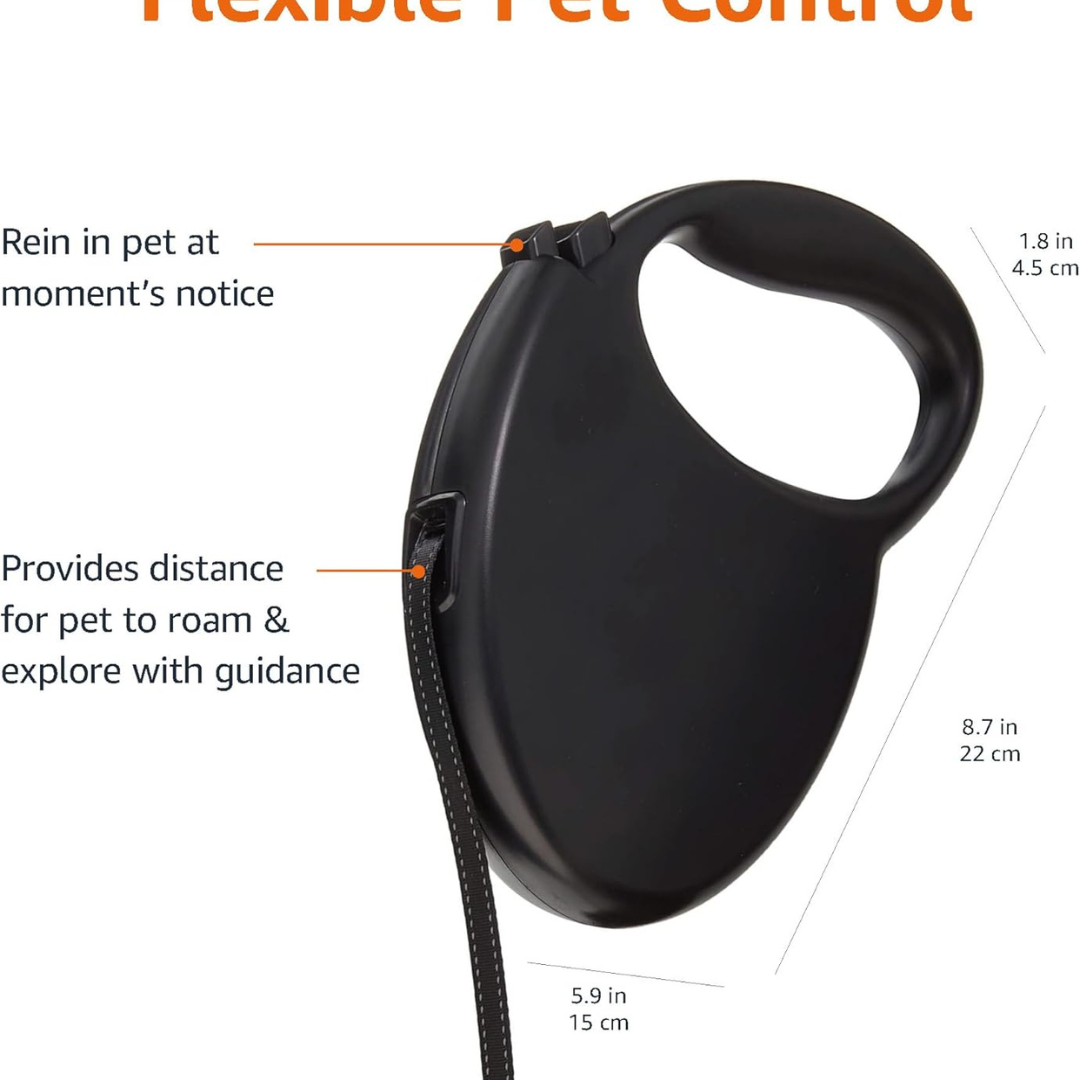 Flexible Pet Control
Rein in pet at
moment's notice
1.8 in
4.5 cm
Provides distance
for pet to roam &
explore with guidance
8.7 in
22 cm
5.9 in
15 cm